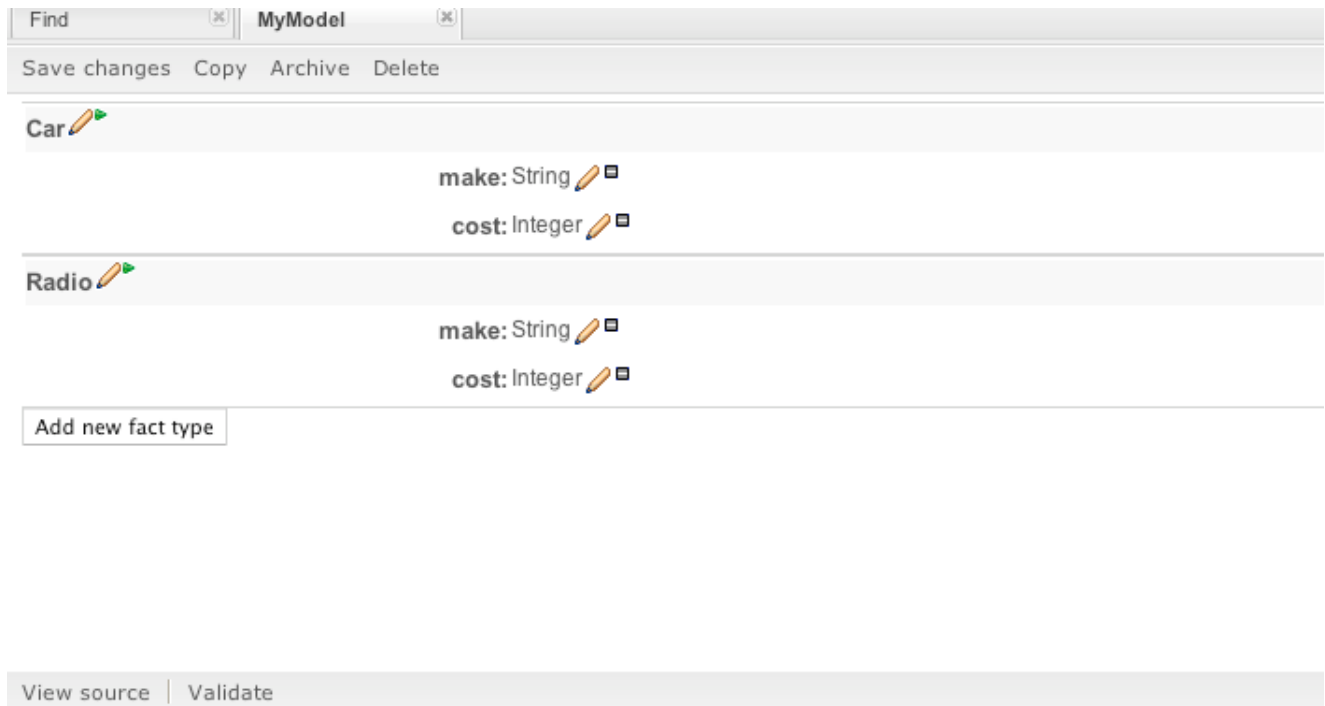 Find MyModel
Save changes Copy Archive Delete
Car
make: String
cost: Integer
Radio
make: String
cost: Integer
Add new fact type
View source Validate